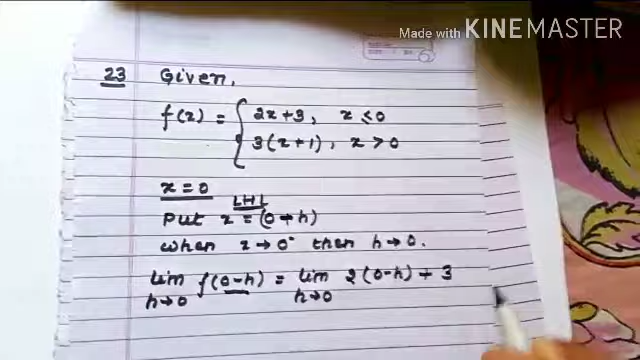 Made with KINEMASTER
23 Given,
f(x) = { 2x+3, x ≤ 0
3(x+1), x > 0
x = 0
LHL
Put x = (0-h)
when x→0⁻ then h→0.
lim f(0-h) = lim 2(0-h) + 3
h→0 h→0